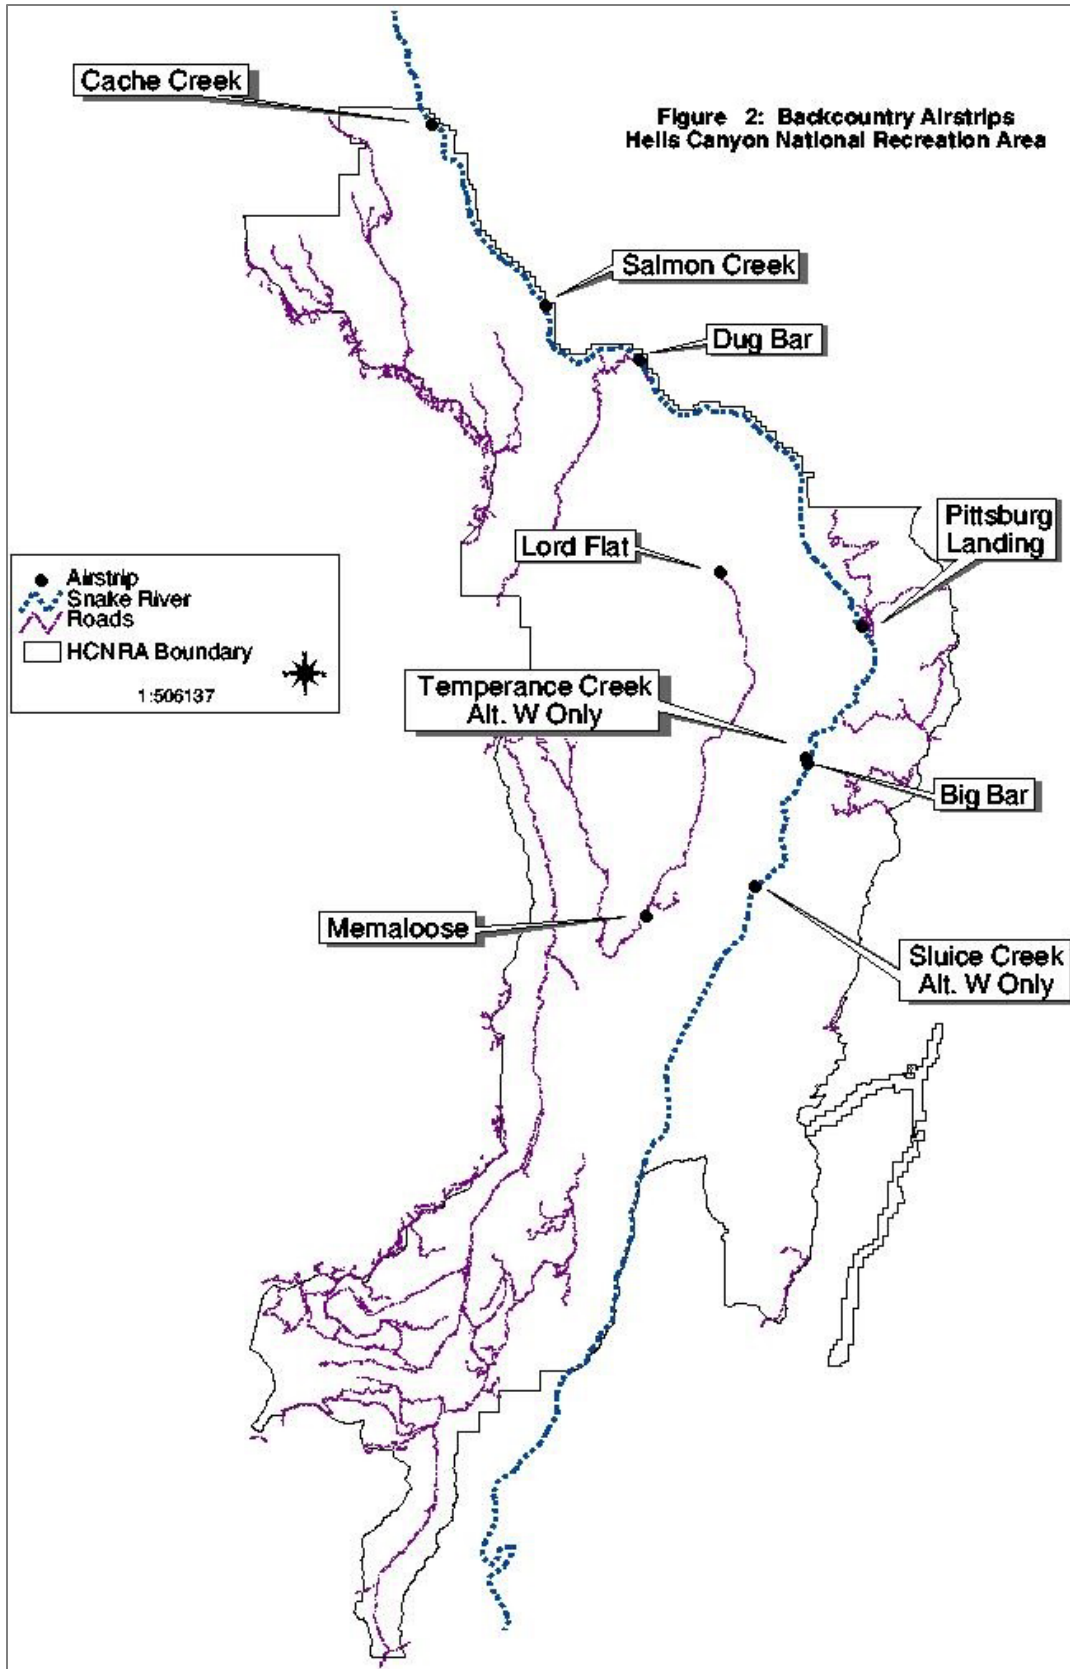 Cache Creek
Figure 2: Backcountry Airstrips
Hells Canyon National Recreation Area
Salmon Creek
Dug Bar
Pittsburg
Landing
Lord Flat
Airstrip
Snake River
Roads
HCNRA Boundary
1:506137
Temperance Creek
Alt. W Only
Big Bar
Memaloose
Sluice Creek
Alt. W Only